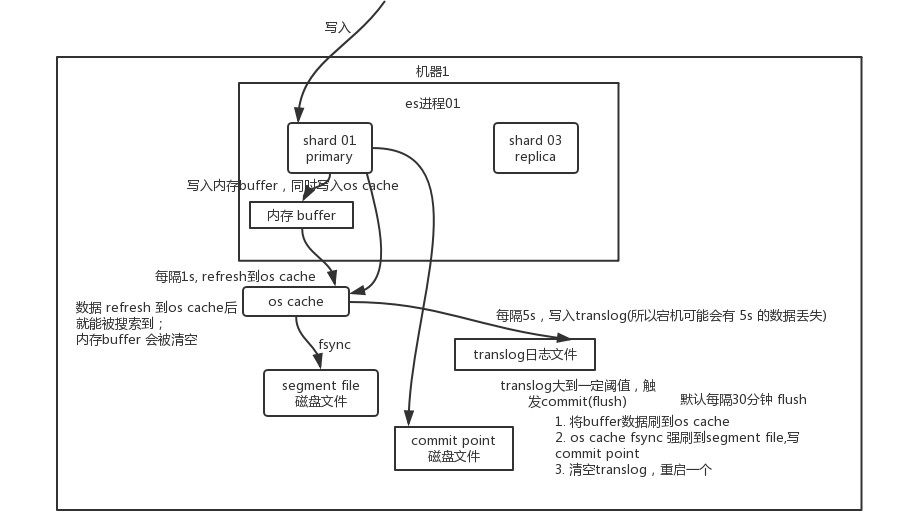 写入
机器1
es进程01
shard 01
primary
shard 03
replica
写入内存buffer，同时写入os cache
内存 buffer
每隔1s, refresh到os cache
os cache
数据 refresh 到os cache后
就能被搜索到；
内存buffer 会被清空
每隔5s，写入translog(所以宕机可能会有 5s 的数据丢失)
fsync
translog日志文件
segment file
磁盘文件
translog大到一定阈值，触
发commit(flush)
默认每隔30分钟 flush
1. 将buffer数据刷到os cache
2. os cache fsync 强刷到segment file,写
commit point
3. 清空translog，重启一个
commit point
磁盘文件